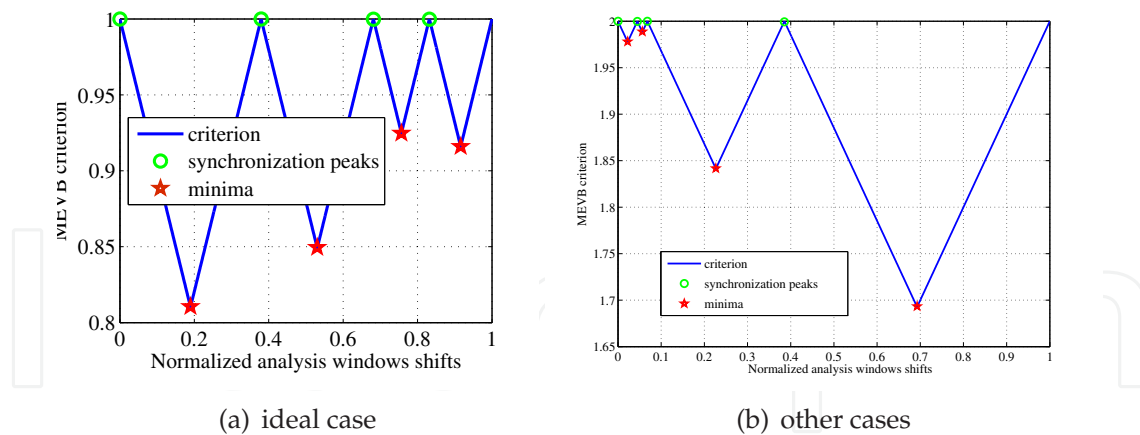 1
0.95
0.9
0.85
0.8
MEVB criterion
criterion
synchronization peaks
minima
0 0.2 0.4 0.6 0.8 1
Normalized analysis windows shifts
(a) ideal case
2
1.95
1.9
1.85
1.8
1.75
1.7
1.65
MEVB criterion
criterion
synchronization peaks
minima
0 0.1 0.2 0.3 0.4 0.5 0.6 0.7 0.8 0.9 1
Normalized analysis windows shifts
(b) other cases